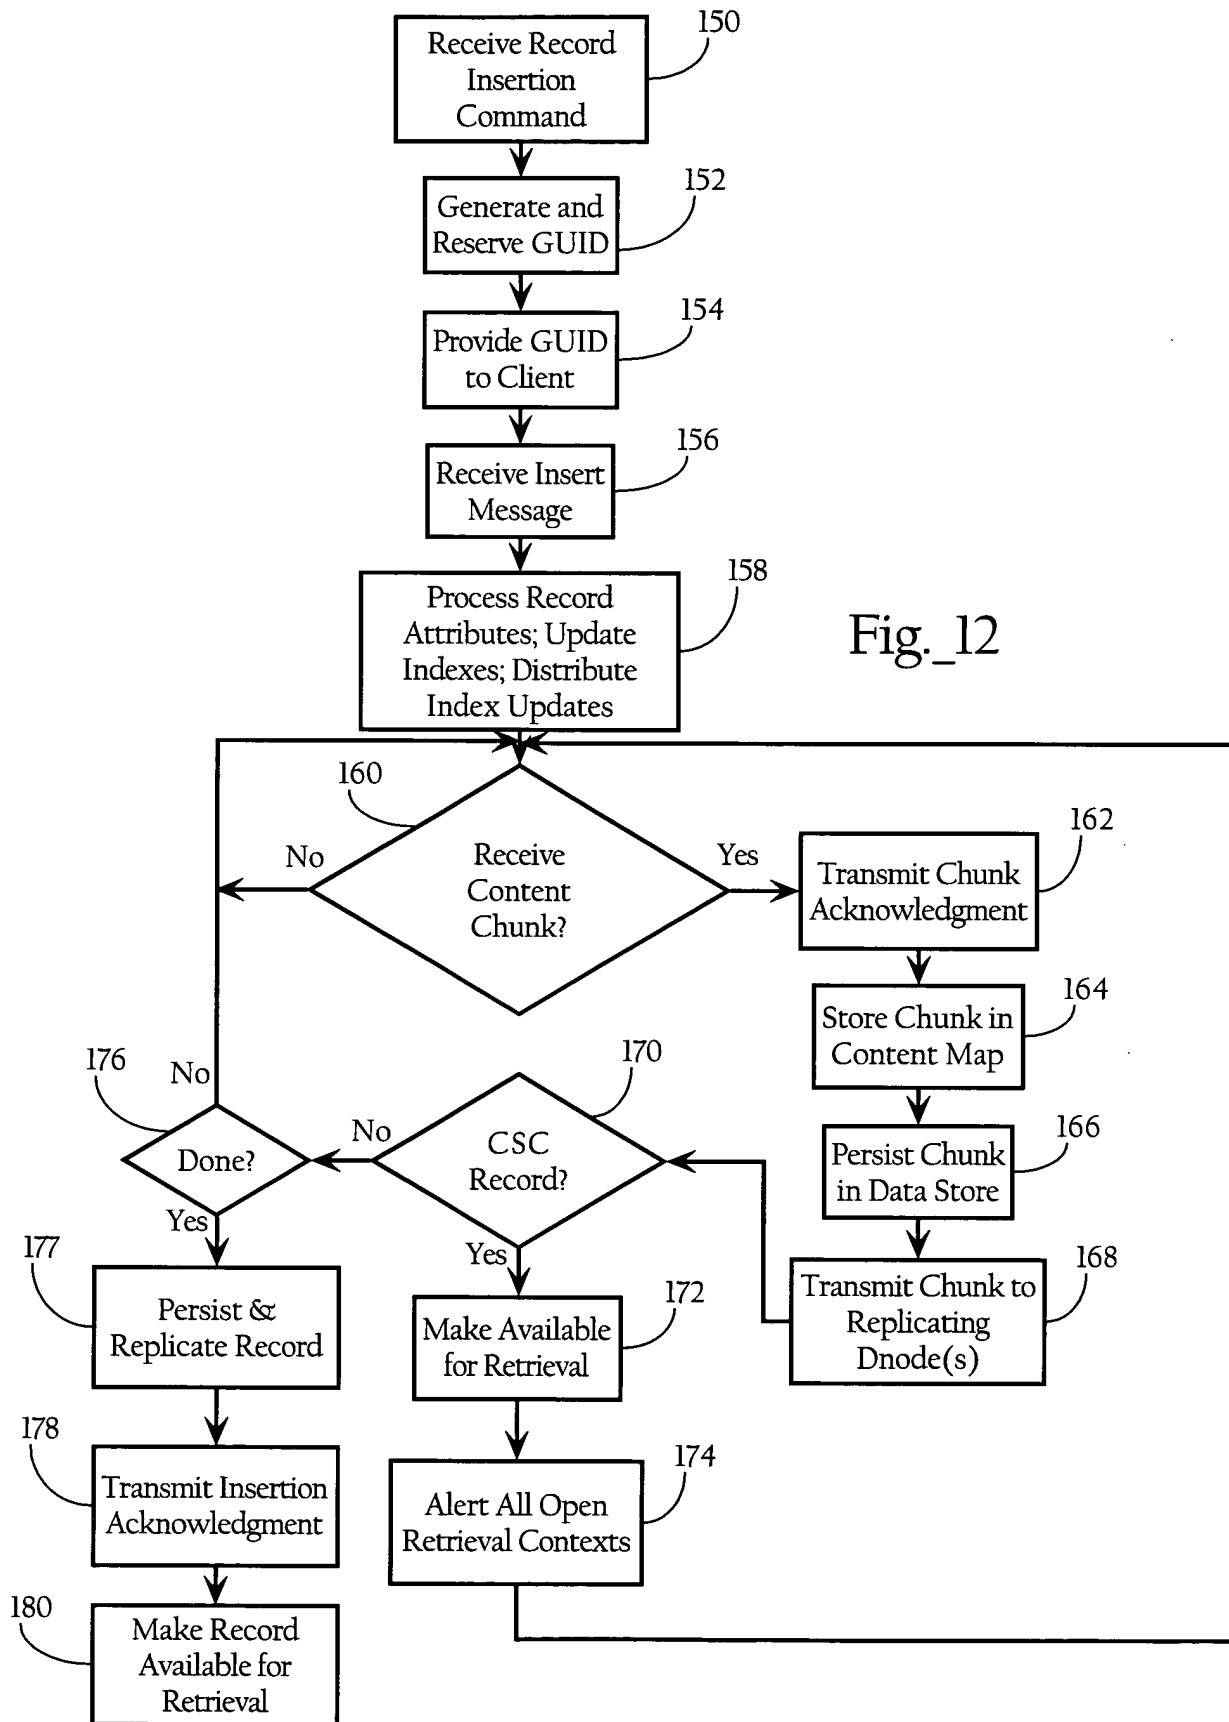 150
Receive Record
Insertion
Command
152
Generate and
Reserve GUID
154
Provide GUID
to Client
156
Receive Insert
Message
158
Process Record
Attributes; Update
Indexes; Distribute
Index Updates
Fig._12
160
No
Receive
Content
Chunk?
Yes
162
Transmit Chunk
Acknowledgment
164
Store Chunk in
Content Map
166
Persist Chunk
in Data Store
168
Transmit Chunk to
Replicating
Dnode(s)
170
CSC
Record?
No
Yes
176
No
Done?
Yes
172
Make Available
for Retrieval
174
Alert All Open
Retrieval Contexts
177
Persist &
Replicate Record
178
Transmit Insertion
Acknowledgment
180
Make Record
Available for
Retrieval